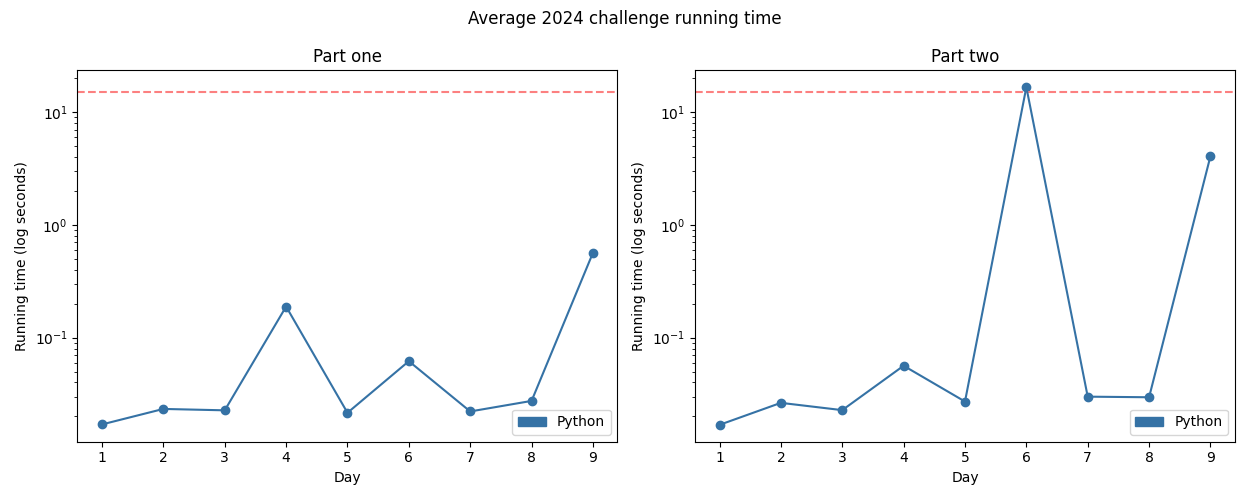 Average 2024 challenge running time
Part one
Running time (log seconds)
10¹
10⁰
10⁻¹
1 2 3 4 5 6 7 8 9
Day
Python
Part two
Running time (log seconds)
10¹
10⁰
10⁻¹
1 2 3 4 5 6 7 8 9
Day
Python